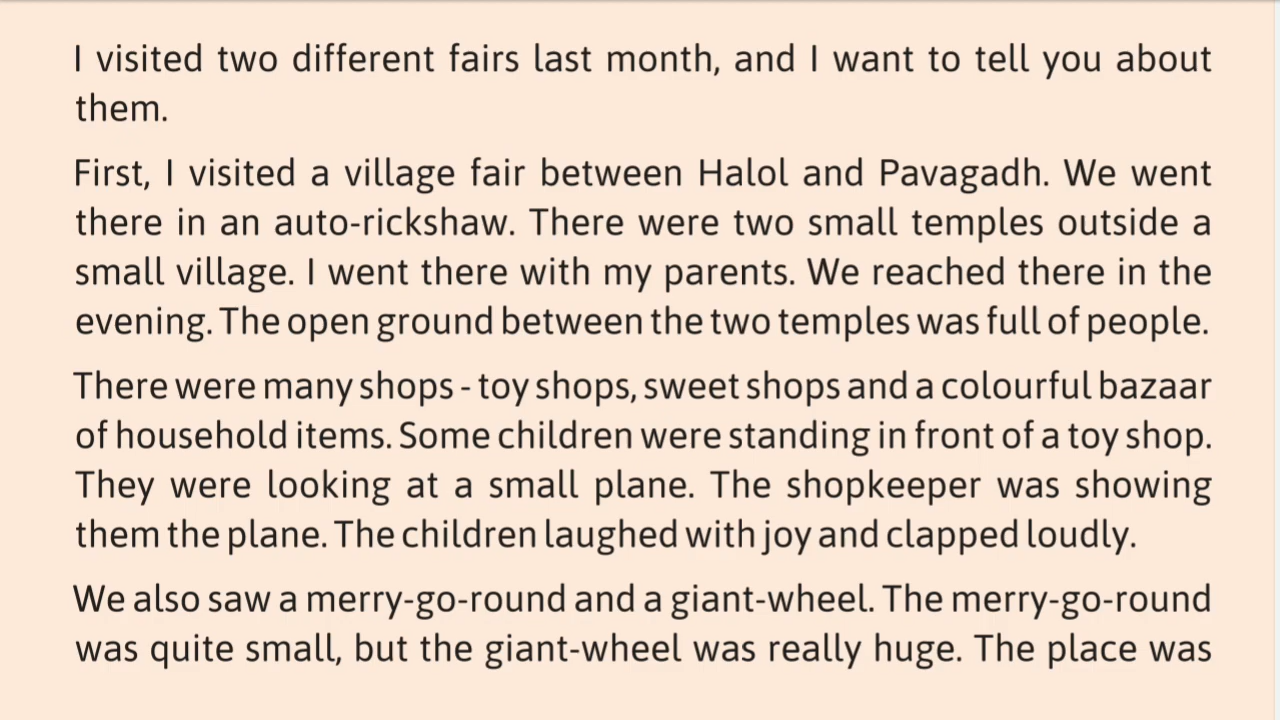 I visited two different fairs last month, and I want to tell you about
them.
First, I visited a village fair between Halol and Pavagadh. We went
there in an auto-rickshaw. There were two small temples outside a
small village. I went there with my parents. We reached there in the
evening. The open ground between the two temples was full of people.
There were many shops - toy shops, sweet shops and a colourful bazaar
of household items. Some children were standing in front of a toy shop.
They were looking at a small plane. The shopkeeper was showing
them the plane. The children laughed with joy and clapped loudly.
We also saw a merry-go-round and a giant-wheel. The merry-go-round
was quite small, but the giant-wheel was really huge. The place was